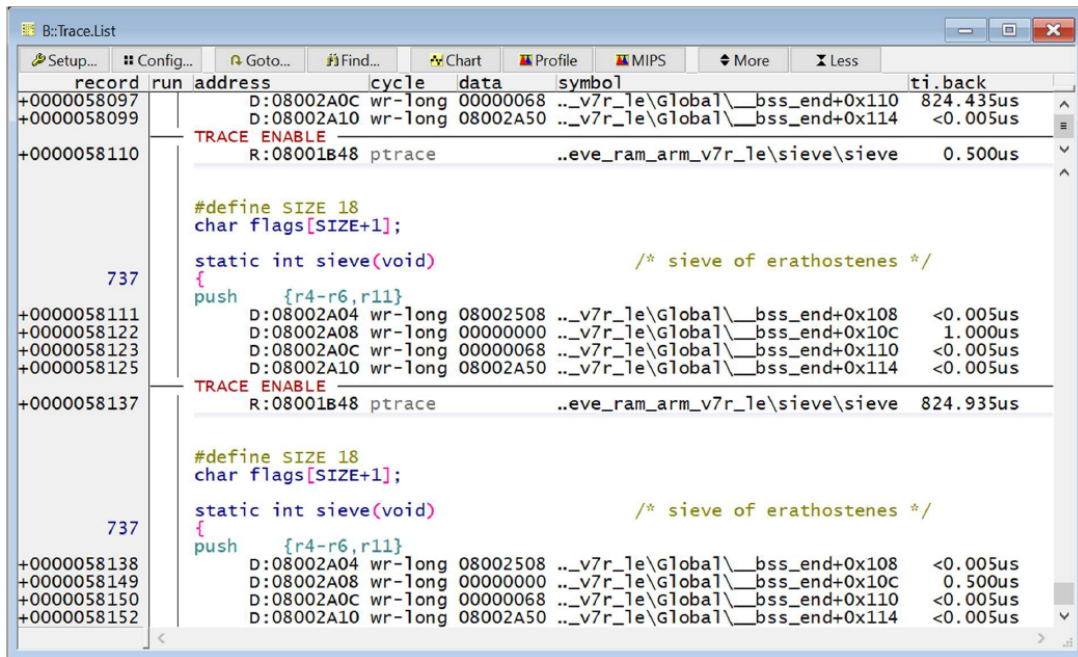 B::Trace.List
Setup... Config... Goto... Find... Chart Profile MIPS More Less
record run address cycle data symbol ti.back
+0000058097 D:08002A0C wr-long 00000068 .._v7r_le\Global\__bss_end+0x110 824.435us
+0000058099 D:08002A10 wr-long 08002A50 .._v7r_le\Global\__bss_end+0x114 <0.005us
TRACE ENABLE
+0000058110 R:08001B48 ptrace ..eve_ram_arm_v7r_le\sieve\sieve 0.500us
#define SIZE 18
char flags[SIZE+1];
static int sieve(void) /* sieve of erathostenes */
737 {
push {r4-r6,r11}
+0000058111 D:08002A04 wr-long 08002508 .._v7r_le\Global\__bss_end+0x108 <0.005us
+0000058122 D:08002A08 wr-long 00000000 .._v7r_le\Global\__bss_end+0x10C 1.000us
+0000058123 D:08002A0C wr-long 00000068 .._v7r_le\Global\__bss_end+0x110 <0.005us
+0000058125 D:08002A10 wr-long 08002A50 .._v7r_le\Global\__bss_end+0x114 <0.005us
TRACE ENABLE
+0000058137 R:08001B48 ptrace ..eve_ram_arm_v7r_le\sieve\sieve 824.935us
#define SIZE 18
char flags[SIZE+1];
static int sieve(void) /* sieve of erathostenes */
737 {
push {r4-r6,r11}
+0000058138 D:08002A04 wr-long 08002508 .._v7r_le\Global\__bss_end+0x108 <0.005us
+0000058149 D:08002A08 wr-long 00000000 .._v7r_le\Global\__bss_end+0x10C 0.500us
+0000058150 D:08002A0C wr-long 00000068 .._v7r_le\Global\__bss_end+0x110 <0.005us
+0000058152 D:08002A10 wr-long 08002A50 .._v7r_le\Global\__bss_end+0x114 <0.005us